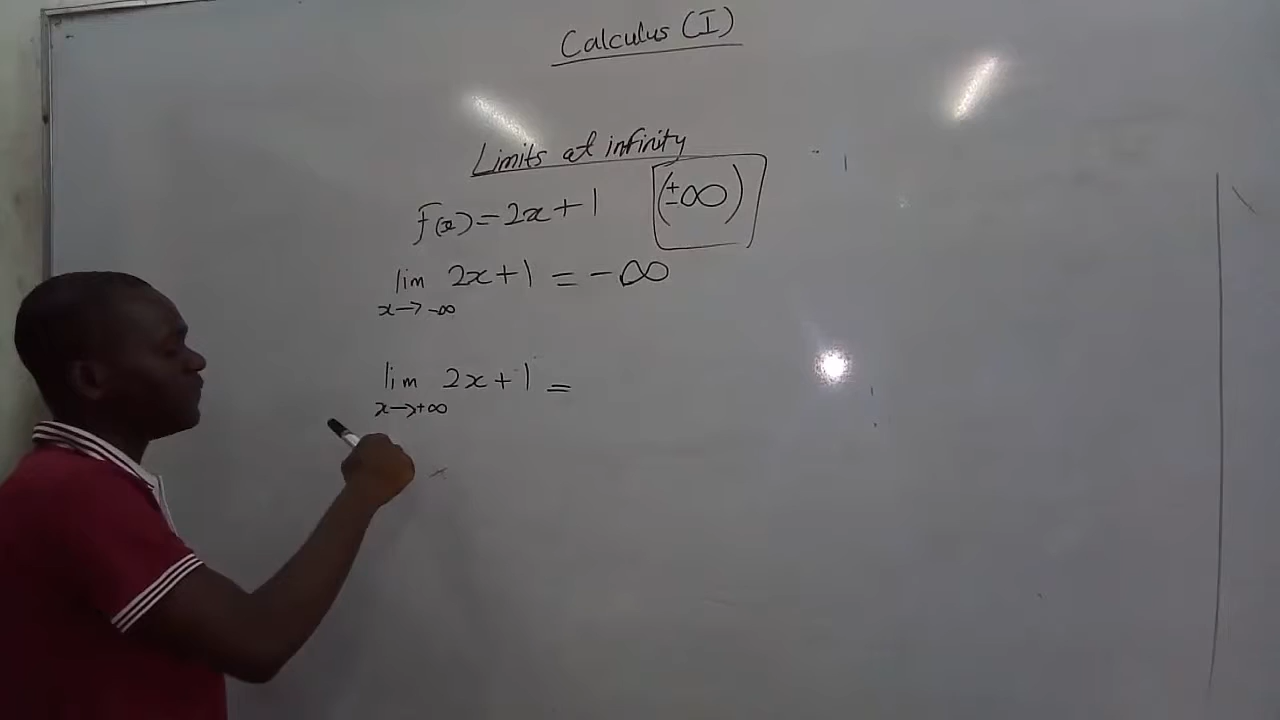 Calculus (I)
Limits at infinity
F(x) = 2x + 1 (±∞)
lim 2x + 1 = -∞
x → -∞
lim 2x + 1 =
x → +∞